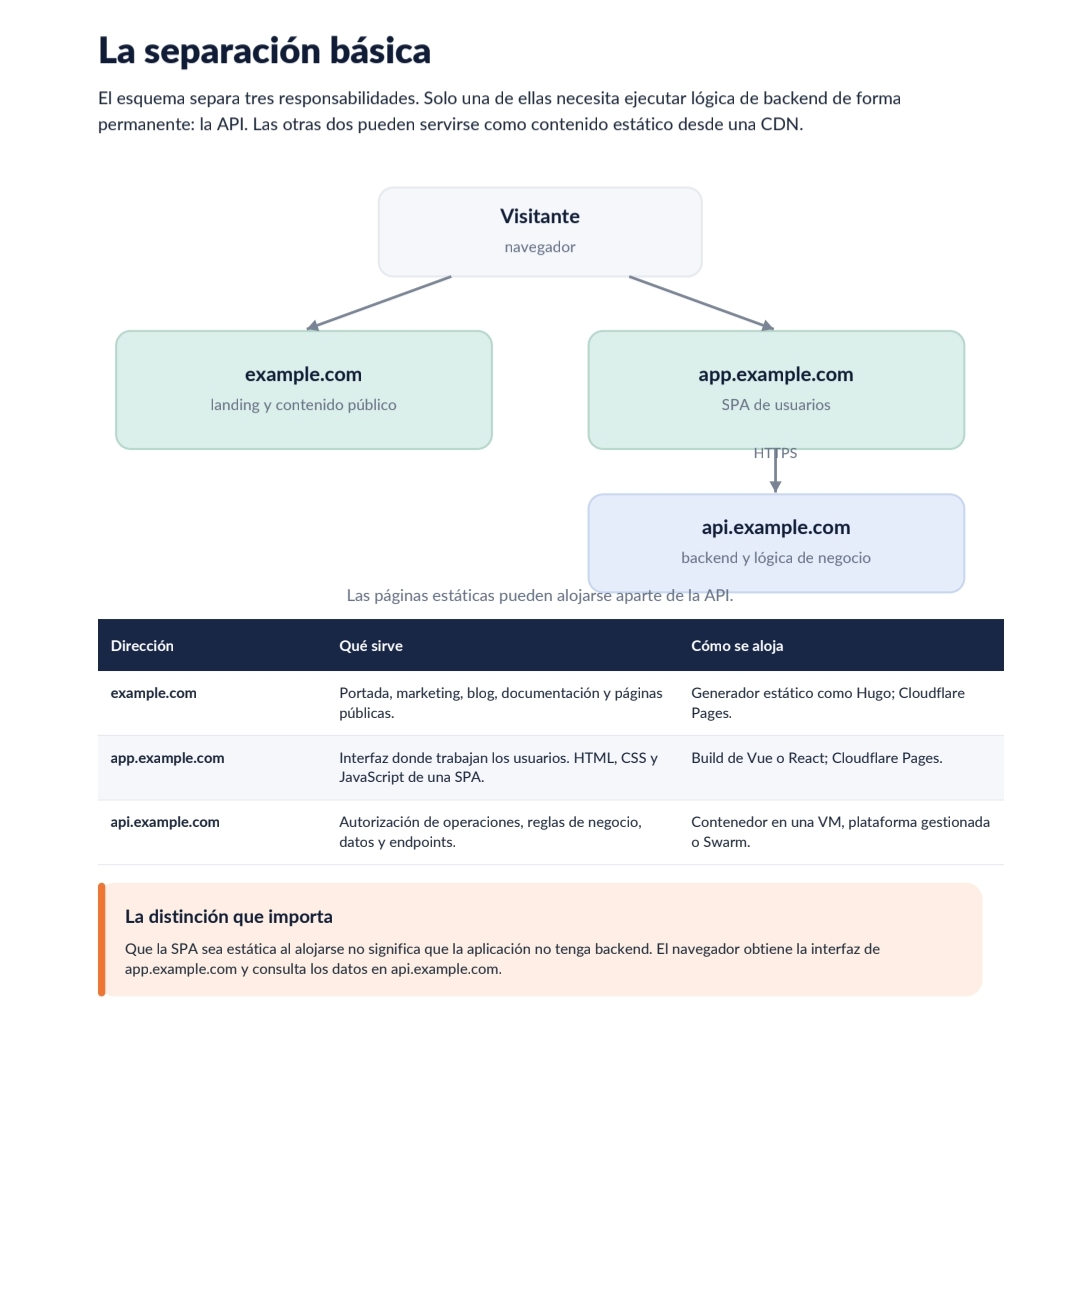 La separación básica
El esquema separa tres responsabilidades. Solo una de ellas necesita ejecutar lógica de backend de forma
permanente: la API. Las otras dos pueden servirse como contenido estático desde una CDN.
Visitante
navegador
example.com
landing y contenido público
app.example.com
SPA de usuarios
HTTPS
api.example.com
backend y lógica de negocio
Las páginas estáticas pueden alojarse aparte de la API.
Dirección
Qué sirve
Cómo se aloja
example.com
Portada, marketing, blog, documentación y páginas
públicas.
Generador estático como Hugo; Cloudflare
Pages.
app.example.com
Interfaz donde trabajan los usuarios. HTML, CSS y
JavaScript de una SPA.
Build de Vue o React; Cloudflare Pages.
api.example.com
Autorización de operaciones, reglas de negocio,
datos y endpoints.
Contenedor en una VM, plataforma gestionada
o Swarm.
La distinción que importa
Que la SPA sea estática al alojarse no significa que la aplicación no tenga backend. El navegador obtiene la interfaz de
app.example.com y consulta los datos en api.example.com.